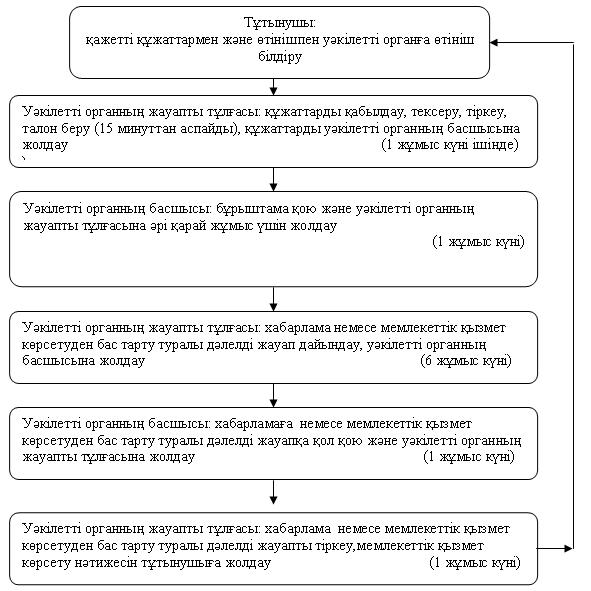 Тұтынушы:
қажетті құжаттармен және өтінішпен уәкілетті органға өтініш
білдіру
Уәкілетті органның жауапты тұлғасы: құжаттарды қабылдау, тексеру, тіркеу,
талон беру (15 минуттан аспайды), құжаттарды уәкілетті органның басшысына
жолдау (1 жұмыс күні ішінде)
`
Уәкілетті органның басшысы: бұрыштама қою және уәкілетті органның
жауапты тұлғасына әрі қарай жұмыс үшін жолдау
(1 жұмыс күні)
Уәкілетті органның жауапты тұлғасы: хабарлама немесе мемлекеттік қызмет
көрсетуден бас тарту туралы дәлелді жауап дайындау, уәкілетті органның
басшысына жолдау (6 жұмыс күні)
Уәкілетті органның басшысы: хабарламаға немесе мемлекеттік қызмет
көрсетуден бас тарту туралы дәлелді жауапқа қол қою және уәкілетті органның
жауапты тұлғасына жолдау (1 жұмыс күні)
Уәкілетті органның жауапты тұлғасы: хабарлама немесе мемлекеттік қызмет
көрсетуден бас тарту туралы дәлелді жауапты тіркеу,мемлекеттік қызмет
көрсету нәтижесін тұтынушыға жолдау (1 жұмыс күні)